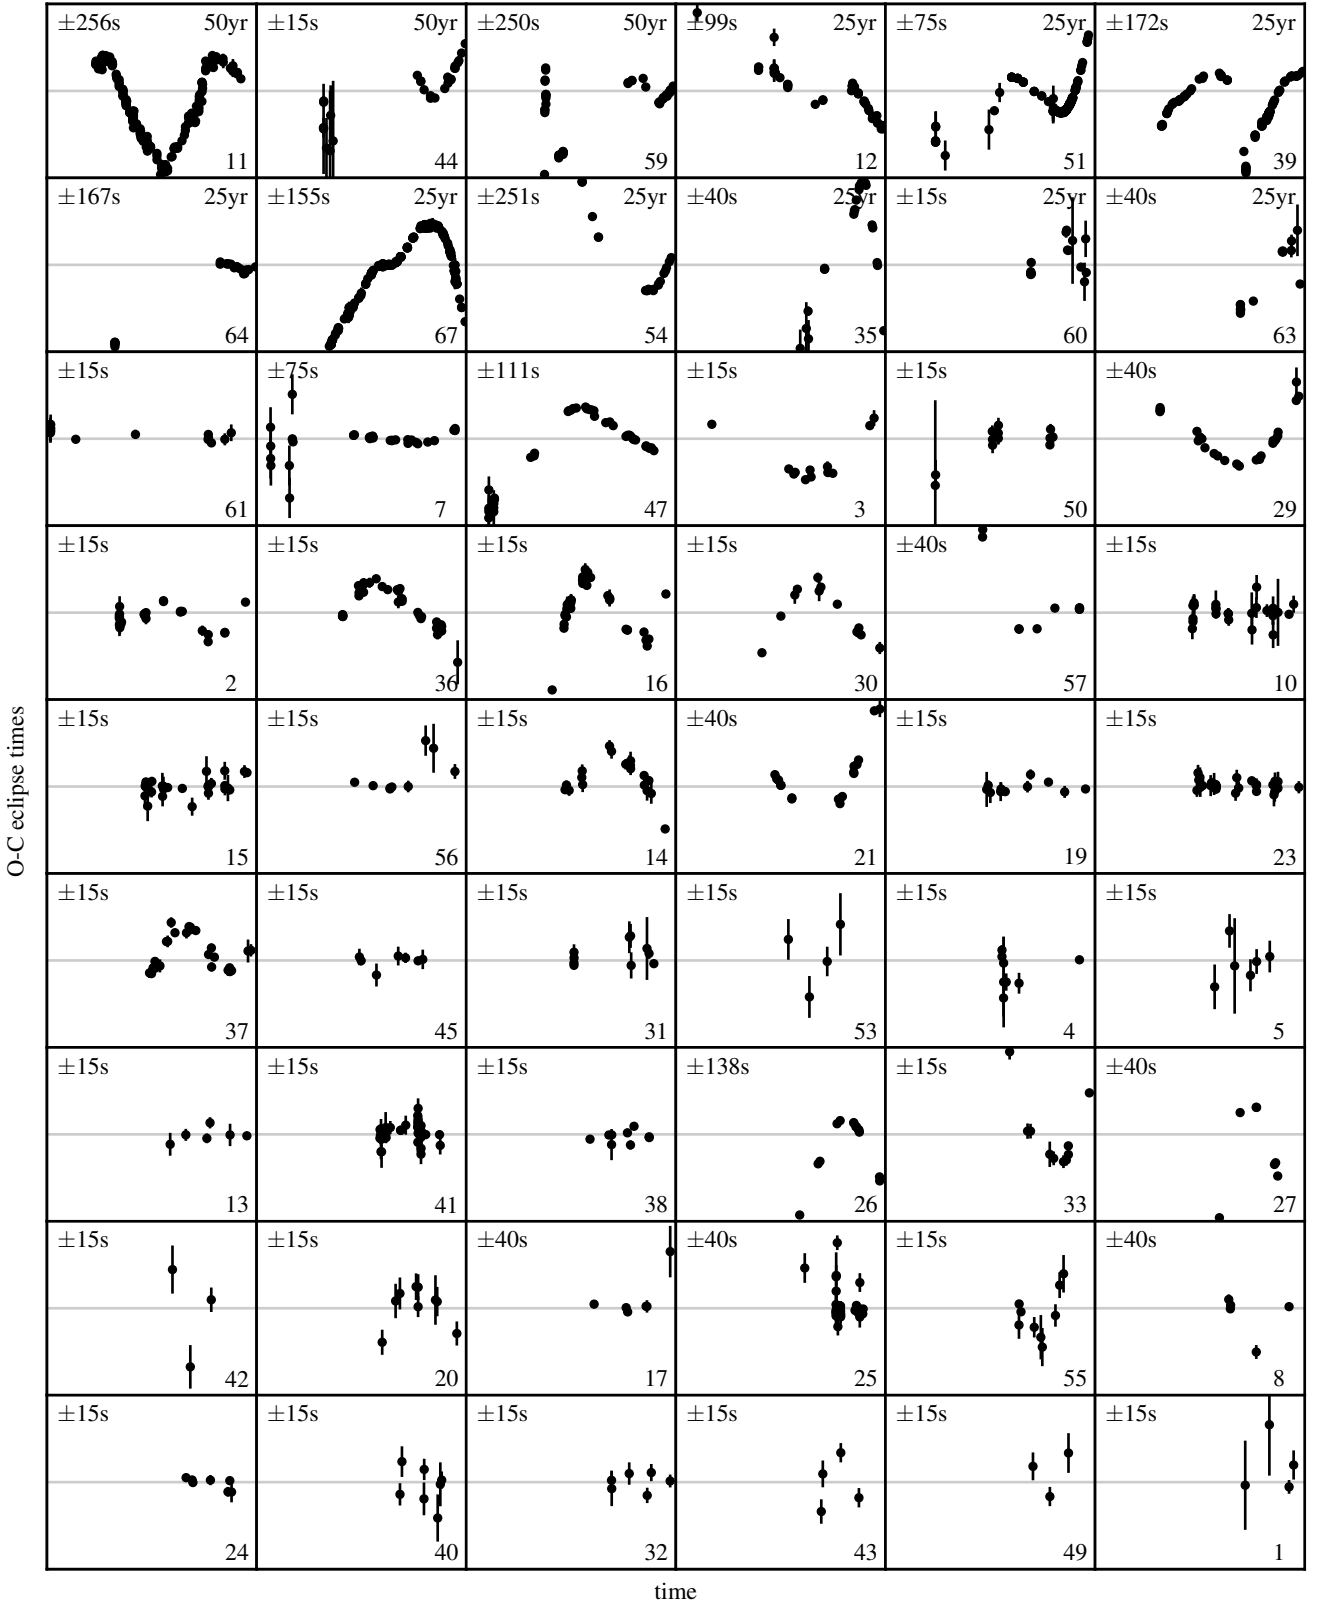 ±256s 50yr ±15s 50yr ±250s 50yr ±99s 25yr ±75s 25yr ±172s 25yr
11 44 59 12 51 39
±167s 25yr ±155s 25yr ±251s 25yr ±40s 25yr ±15s 25yr ±40s 25yr
64 67 54 35 60 63
±15s ±75s ±111s ±15s ±15s ±40s
61 7 47 3 50 29
±15s ±15s ±15s ±15s ±40s ±15s
2 36 16 30 57 10
O-C eclipse times
±15s ±15s ±15s ±40s ±15s ±15s
15 56 14 21 19 23
±15s ±15s ±15s ±15s ±15s ±15s
37 45 31 53 4 5
±15s ±15s ±15s ±138s ±15s ±40s
13 41 38 26 33 27
±15s ±15s ±40s ±40s ±15s ±40s
42 20 17 25 55 8
±15s ±15s ±15s ±15s ±15s ±15s
24 40 32 43 49 1
time